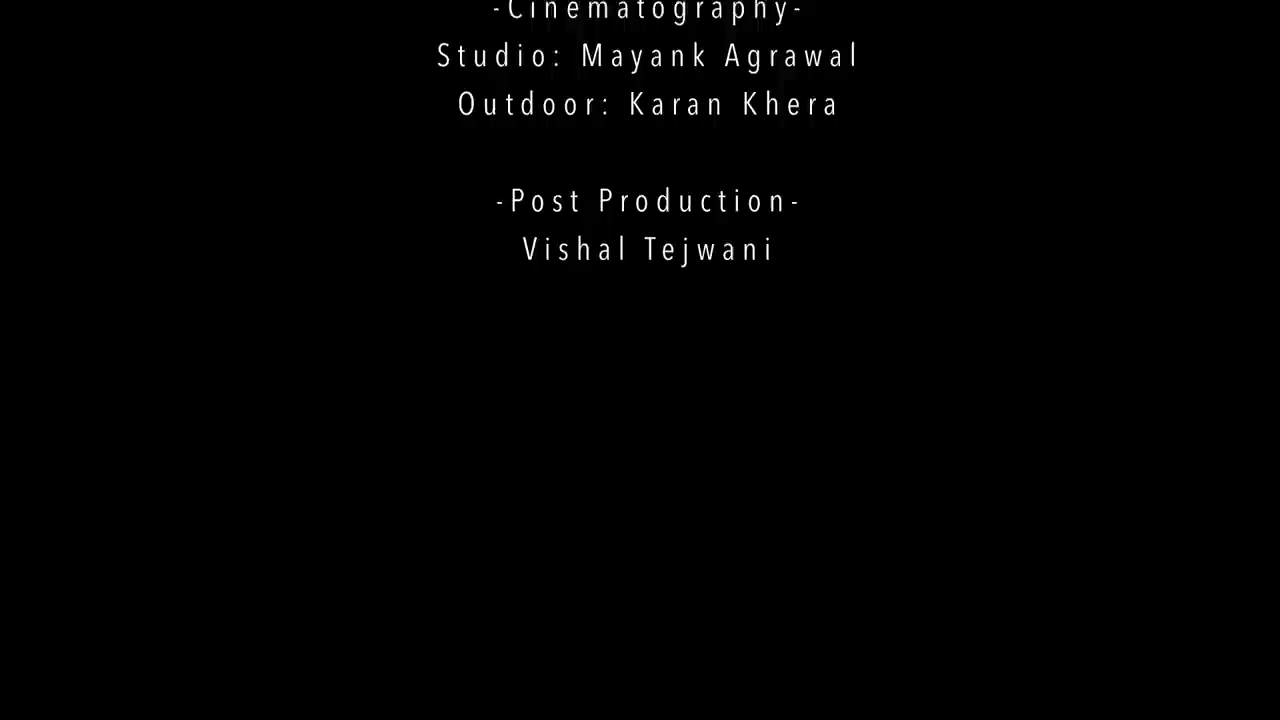 -Cinematography-
Studio: Mayank Agrawal
Outdoor: Karan Khera
-Post Production-
Vishal Tejwani